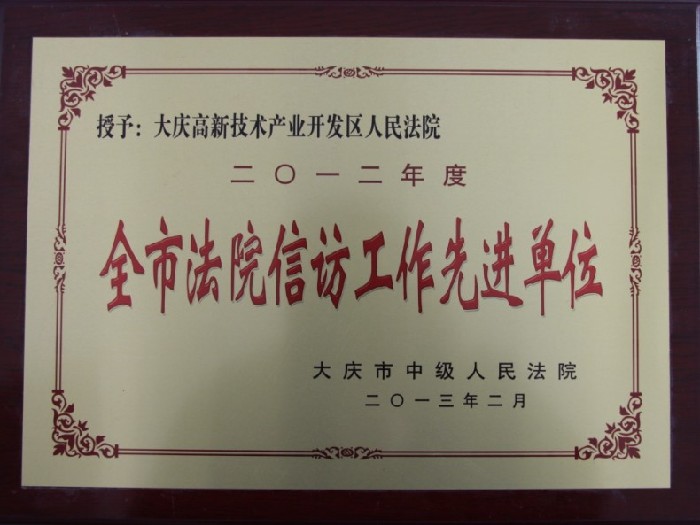 授予：大庆高新技术产业开发区人民法院
二〇一二年度
全市法院信访工作先进单位
大庆市中级人民法院
二〇一三年二月